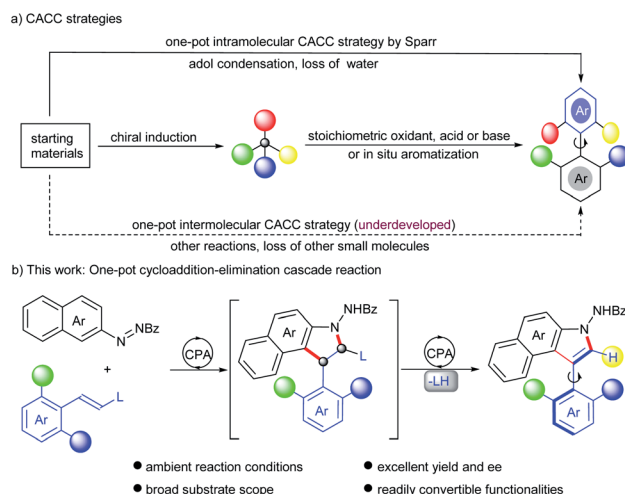 a) CACC strategies
one-pot intramolecular CACC strategy by Sparr
adol condensation, loss of water
starting
materials
chiral induction
stoichiometric oxidant, acid or base
or in situ aromatization
Ar
Ar
one-pot intermolecular CACC strategy (underdeveloped)
other reactions, loss of other small molecules
b) This work: One-pot cycloaddition-elimination cascade reaction
Ar
N
NBz
+
Ar
L
CPA
Ar
N
NHBz
L
Ar
CPA
-LH
Ar
N
NHBz
H
Ar
● ambient reaction conditions
● excellent yield and ee
● broad substrate scope
● readily convertible functionalities